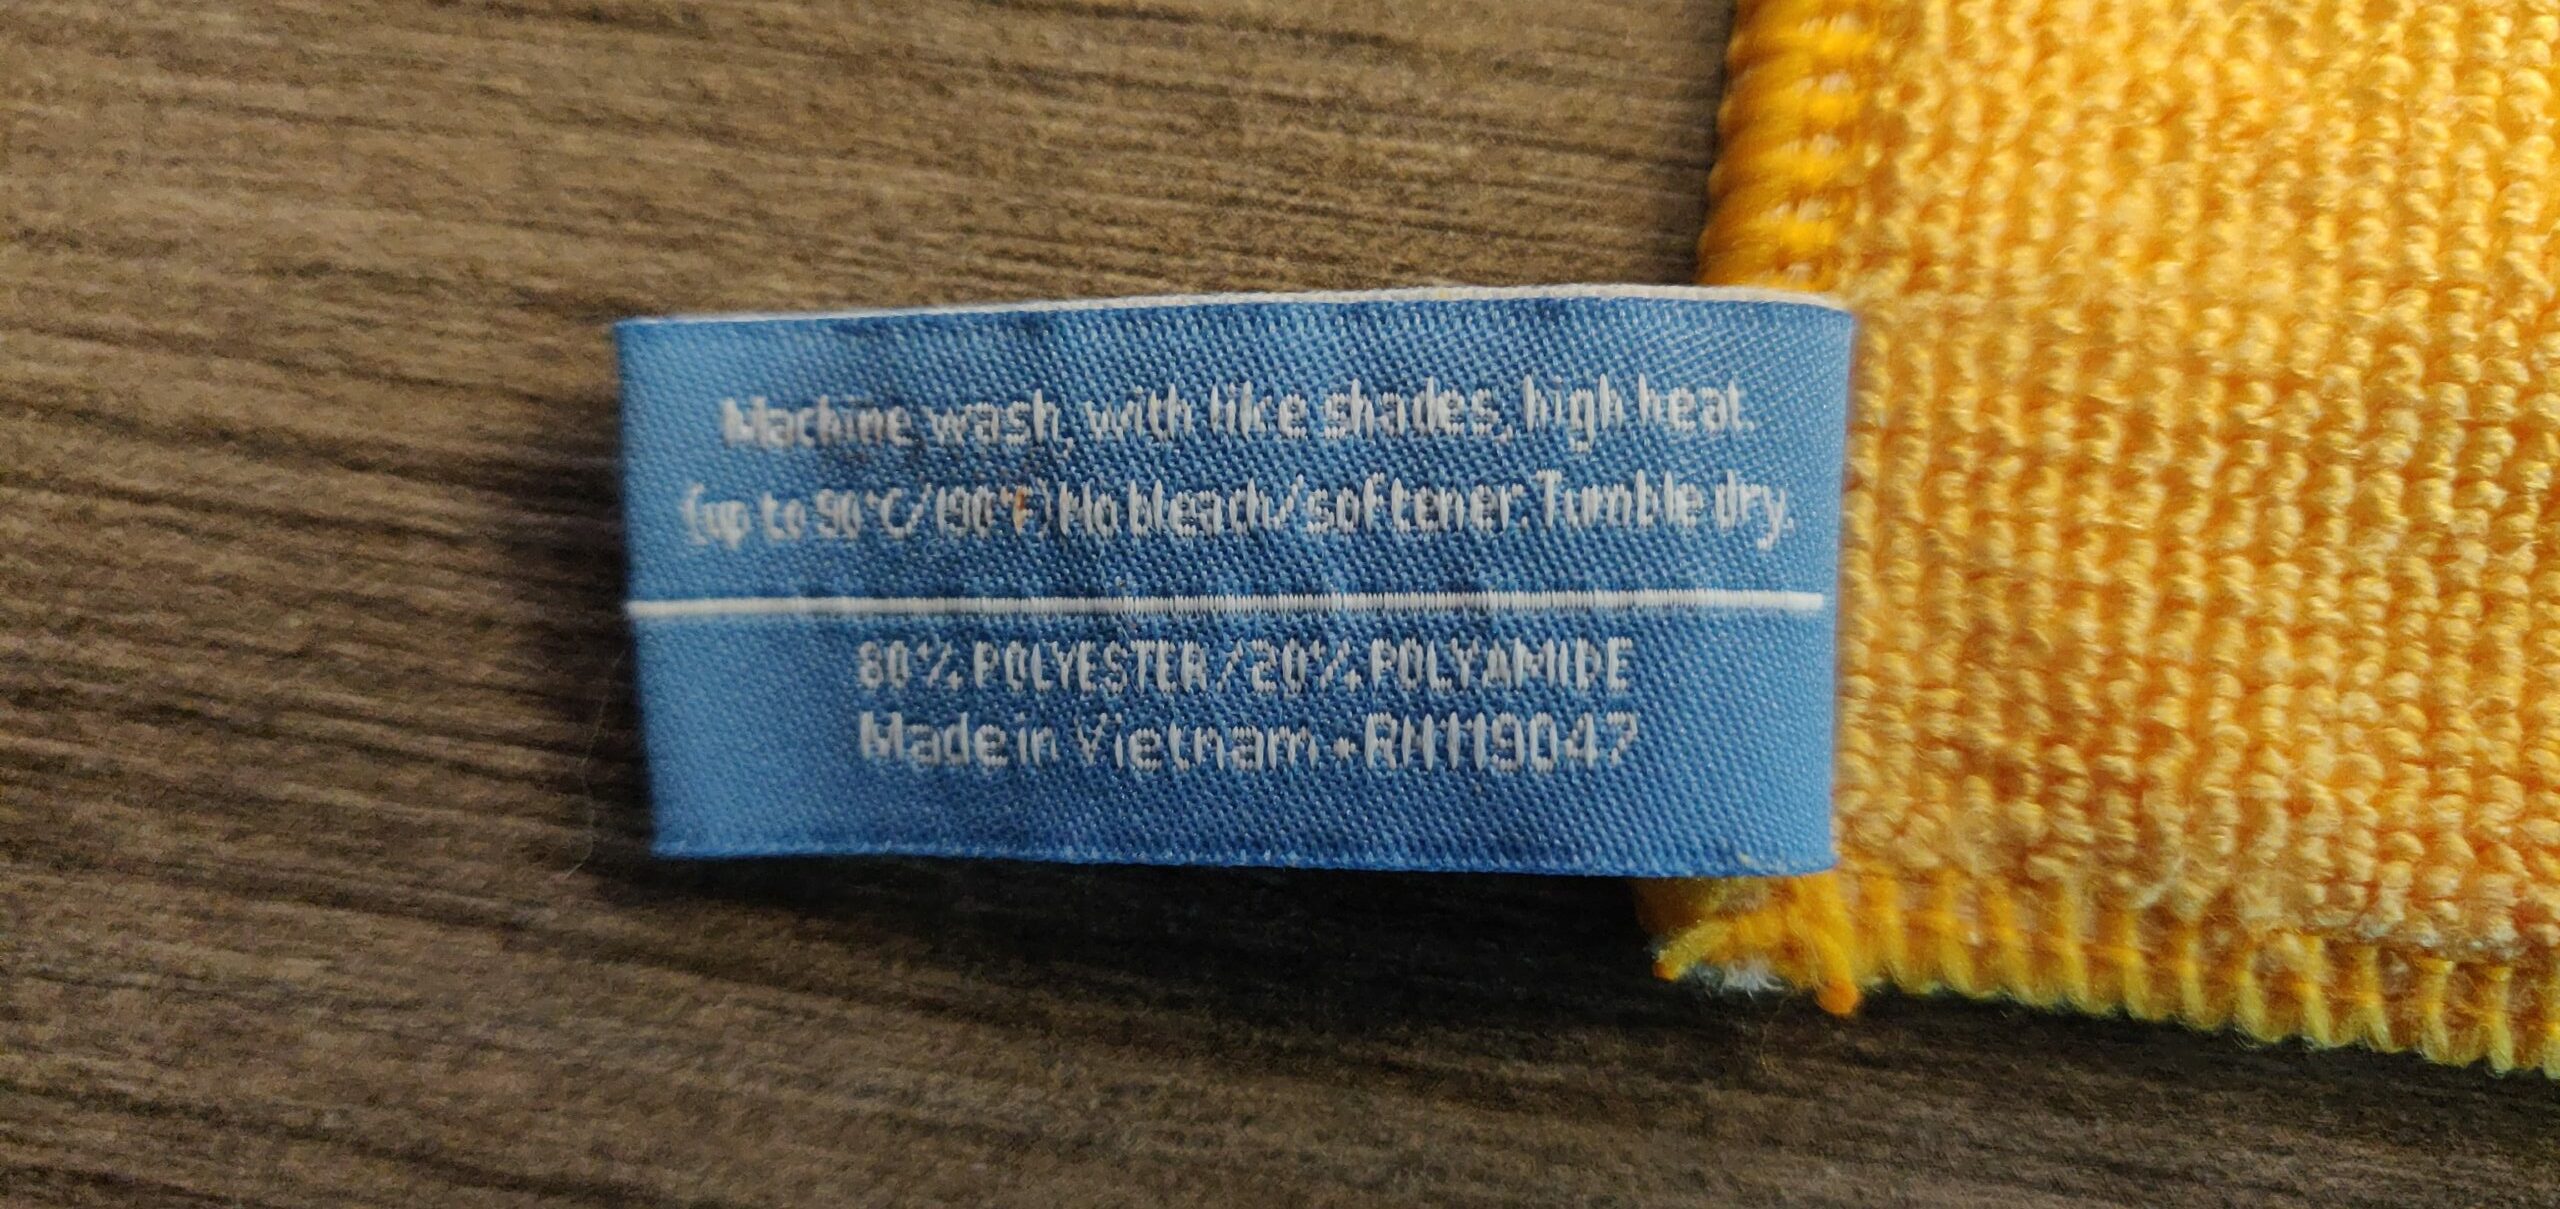 Machine wash, with like shades, high heat.
(up to 90°C/190°F) No bleach/softener. Tumble dry.
80% POLYESTER/20% POLYAMIDE
Made in Vietnam • RN119047